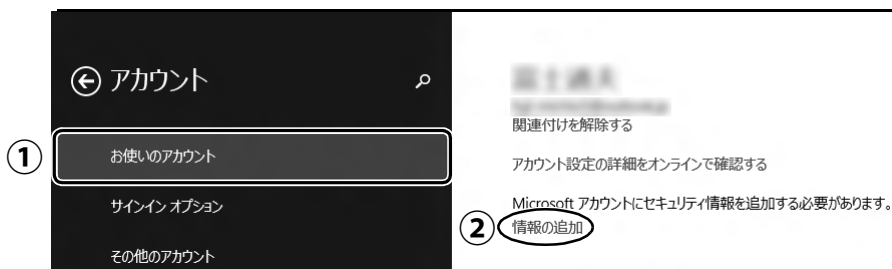 アカウント
①
お使いのアカウント
サインイン オプション
その他のアカウント
関連付けを解除する
アカウント設定の詳細をオンラインで確認する
Microsoft アカウントにセキュリティ情報を追加する必要があります。
②
情報の追加